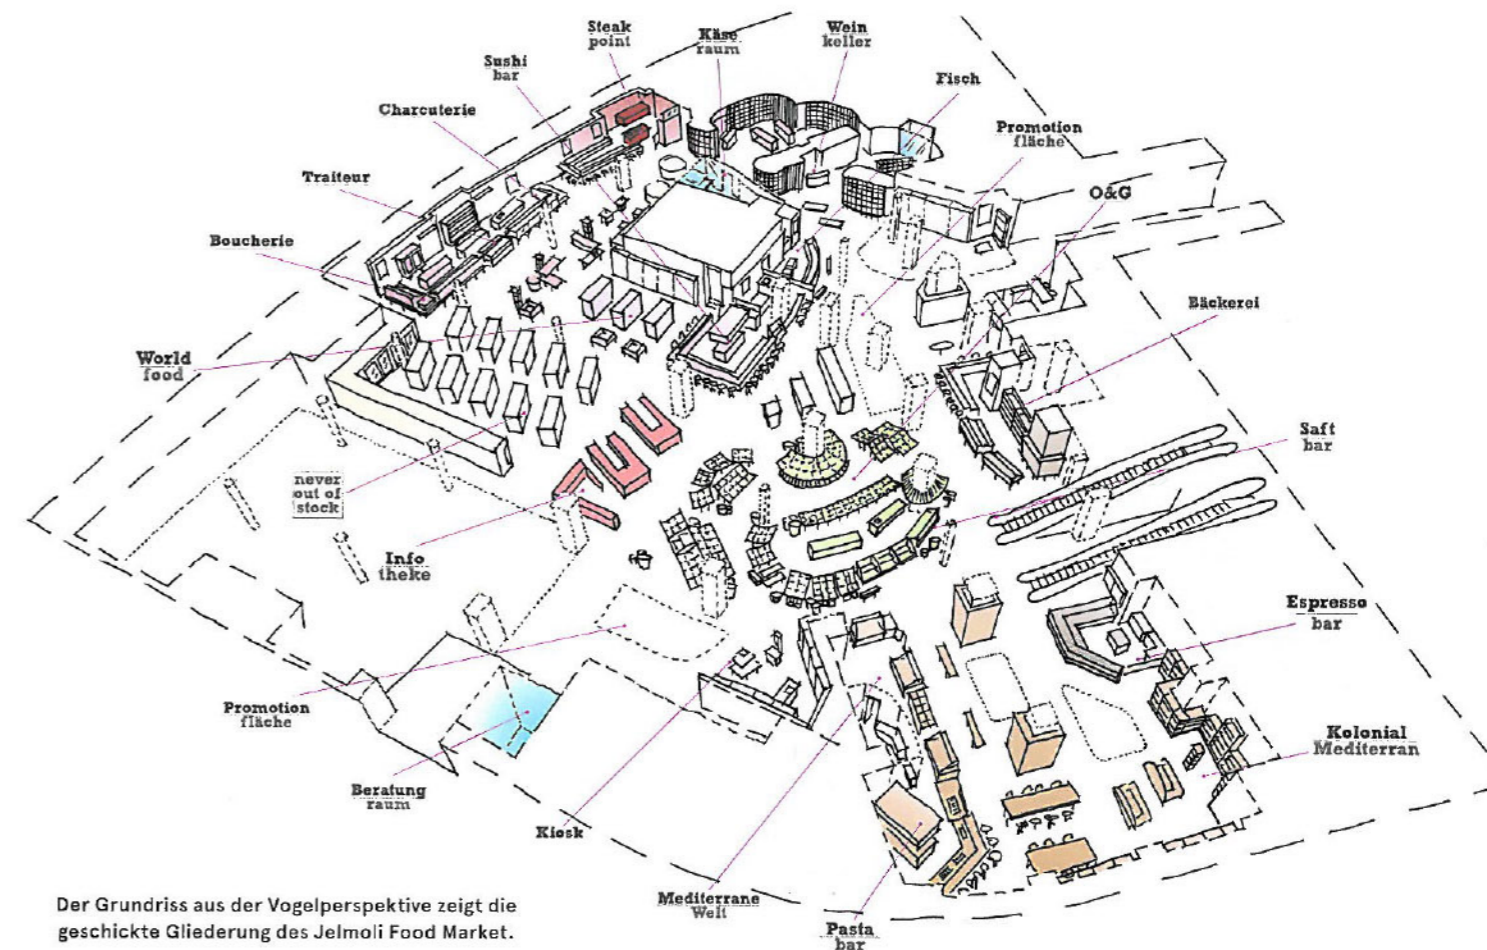 Steak
point
Käse
raum
Wein
keller
Sushi
bar
Fisch
Charcuterie
Promotion
fläche
Traiteur
O&G
Boucherie
Bäckerei
World
food
Saft
bar
never
out of
stock
Info
theke
Espresso
bar
Promotion
fläche
Kolonial
Mediterran
Beratung
raum
Kiosk
Mediterrane
Welt
Pasta
bar
Der Grundriss aus der Vogelperspektive zeigt die
geschickte Gliederung des Jelmoli Food Market.